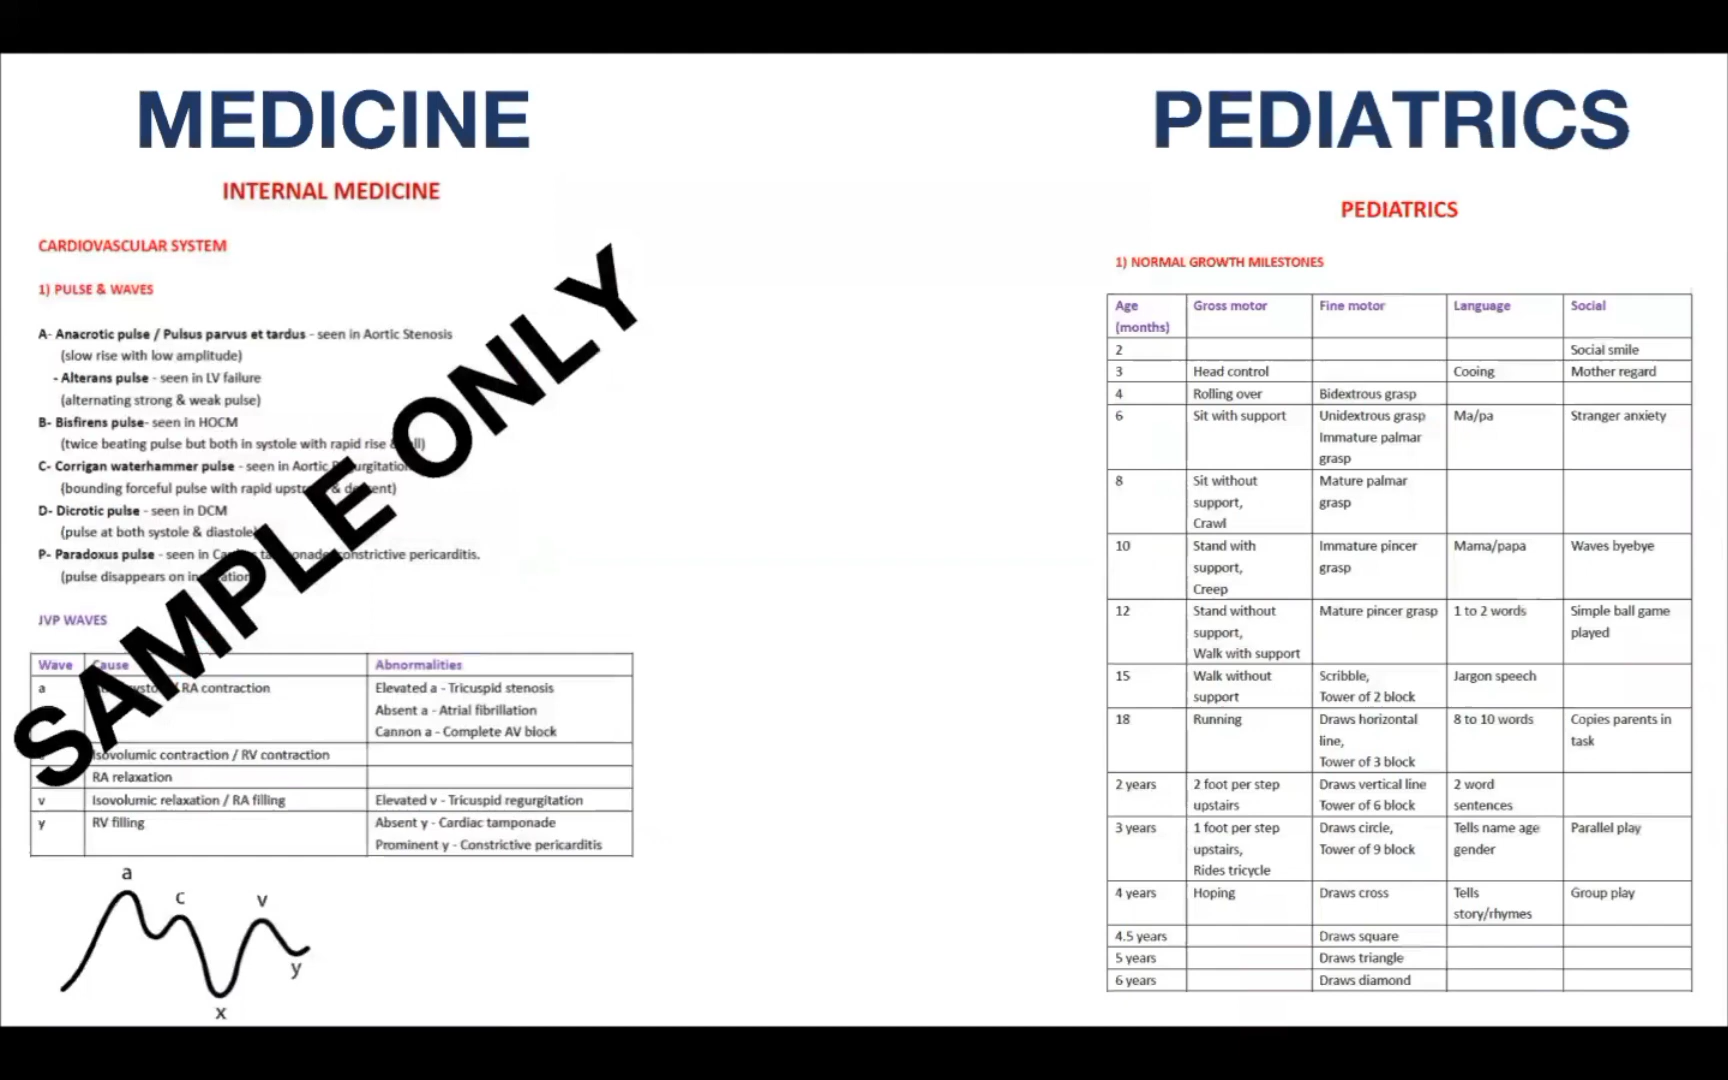 MEDICINE
INTERNAL MEDICINE
CARDIOVASCULAR SYSTEM
1) PULSE & WAVES
A- Anacrotic pulse / Pulsus parvus et tardus - seen in Aortic Stenosis
(slow rise with low amplitude)
- Alterans pulse - seen in LV failure
(alternating strong & weak pulse)
B- Bisfirens pulse- seen in HOCM
(twice beating pulse but both in systole with rapid rise
C- Corrigan waterhammer pulse - seen in Aortic
(bounding forceful pulse with rapid
D- Dicrotic pulse - seen in DCM
(pulse at both systole & diastole)
P- Paradoxus pulse - seen in constrictive pericarditis.
(pulse disappears on
SAMPLE ONLY
JVP WAVES
Wave Cause Abnormalities
a / RA contraction Elevated a - Tricuspid stenosis
Absent a - Atrial fibrillation
Cannon a - Complete AV block
Isovolumic contraction / RV contraction
RA relaxation
v Isovolumic relaxation / RA filling Elevated v - Tricuspid regurgitation
y RV filling Absent y - Cardiac tamponade
Prominent y - Constrictive pericarditis
a
c
v
y
x
PEDIATRICS
PEDIATRICS
1) NORMAL GROWTH MILESTONES
Age Gross motor Fine motor Language Social
(months)
2 Social smile
3 Head control Cooing Mother regard
4 Rolling over Bidextrous grasp
6 Sit with support Unidextrous grasp Ma/pa Stranger anxiety
Immature palmar
grasp
8 Sit without Mature palmar
support, grasp
Crawl
10 Stand with Immature pincer Mama/papa Waves byebye
support, grasp
Creep
12 Stand without Mature pincer grasp 1 to 2 words Simple ball game
support, played
Walk with support
15 Walk without Scribble, Jargon speech
support Tower of 2 block
18 Running Draws horizontal 8 to 10 words Copies parents in
line, task
Tower of 3 block
2 years 2 foot per step Draws vertical line 2 word
upstairs Tower of 6 block sentences
3 years 1 foot per step Draws circle, Tells name age Parallel play
upstairs, Tower of 9 block gender
Rides tricycle
4 years Hoping Draws cross Tells Group play
story/rhymes
4.5 years Draws square
5 years Draws triangle
6 years Draws diamond